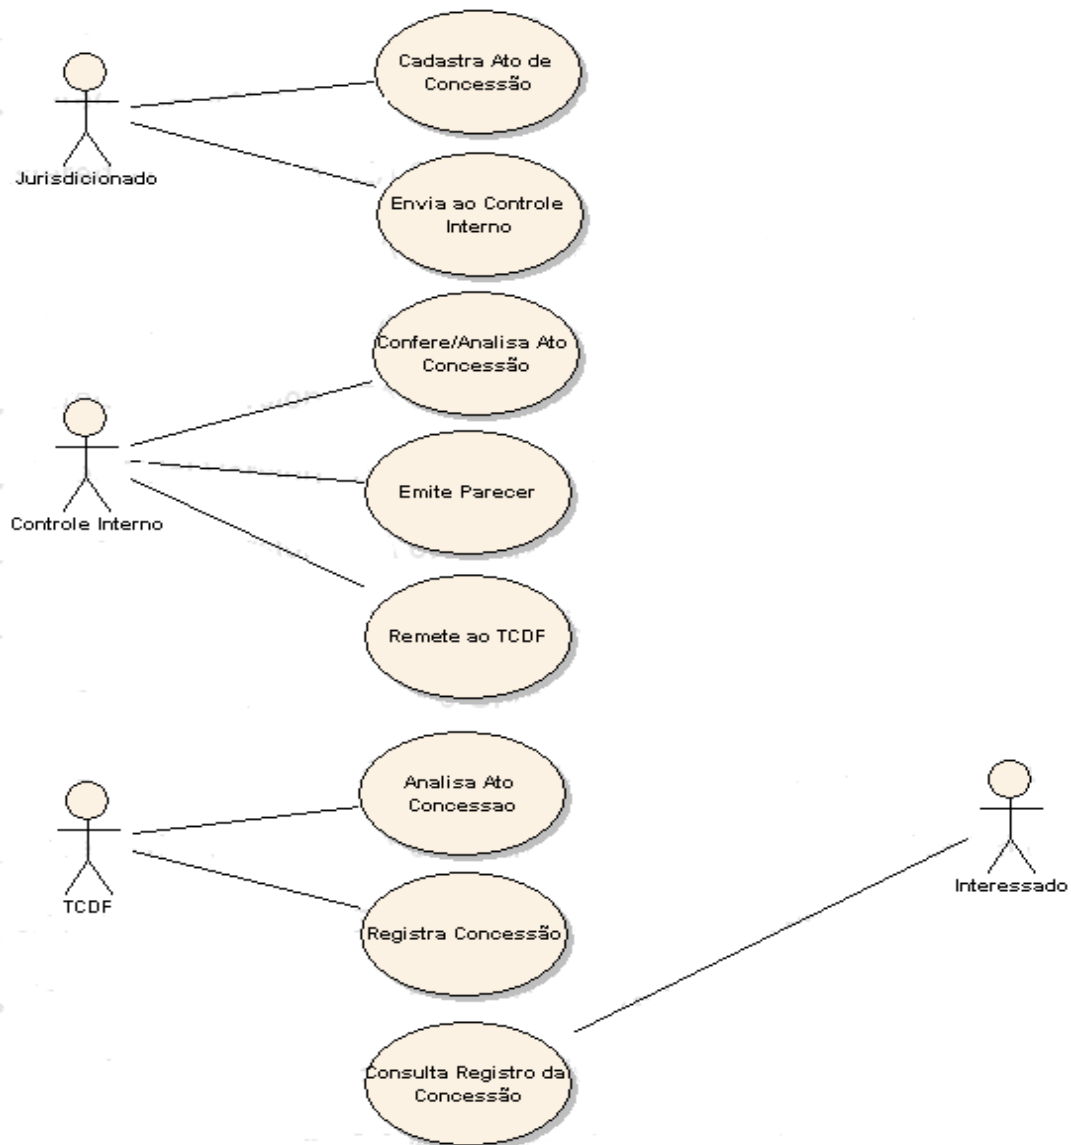 Cadastra Ato de
Concessão
Jurisdicionado
Envia ao Controle
Interno
Confere/Analisa Ato
Concessão
Controle Interno
Emite Parecer
Remete ao TCDF
Analisa Ato
Concessao
TCDF
Interessado
Registra Concessão
Consulta Registro da
Concessão